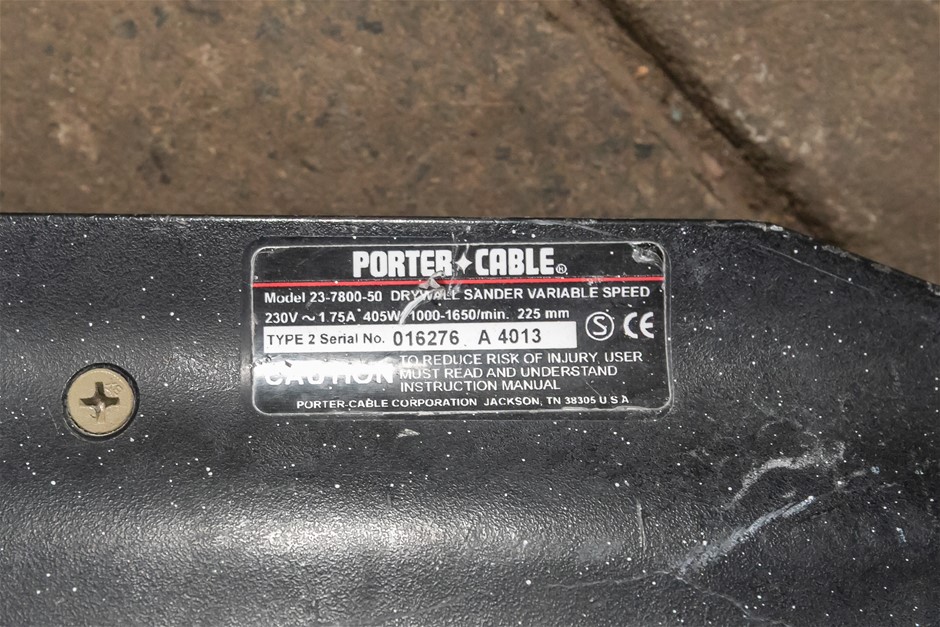 PORTER✦CABLE®
Model 23-7800-50 DRYWALL SANDER VARIABLE SPEED
230V ~ 1.75A 405W 1000-1650/min. 225 mm
TYPE 2 Serial No. 016276 A 4013
S CE
CAUTION TO REDUCE RISK OF INJURY, USER
MUST READ AND UNDERSTAND
INSTRUCTION MANUAL
PORTER-CABLE CORPORATION JACKSON, TN 38305 U S A